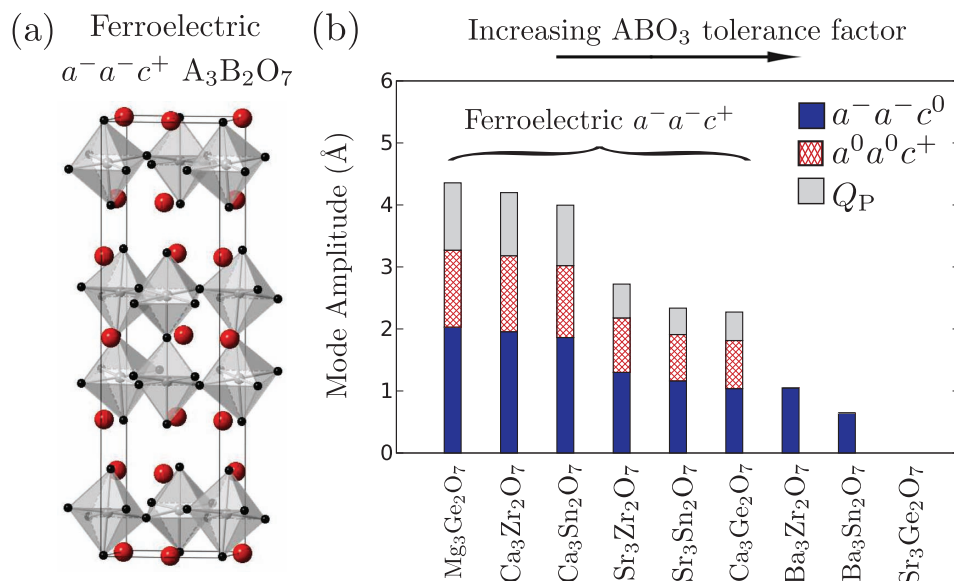 (a) Ferroelectric
a⁻a⁻c⁺ A₃B₂O₇
(b)
Increasing ABO₃ tolerance factor
Ferroelectric a⁻a⁻c⁺
a⁻a⁻c⁰
a⁰a⁰c⁺
Q_P
Mode Amplitude (Å)
6
5
4
3
2
1
0
Mg₃Ge₂O₇
Ca₃Zr₂O₇
Ca₃Sn₂O₇
Sr₃Zr₂O₇
Sr₃Sn₂O₇
Ca₃Ge₂O₇
Ba₃Zr₂O₇
Ba₃Sn₂O₇
Sr₃Ge₂O₇